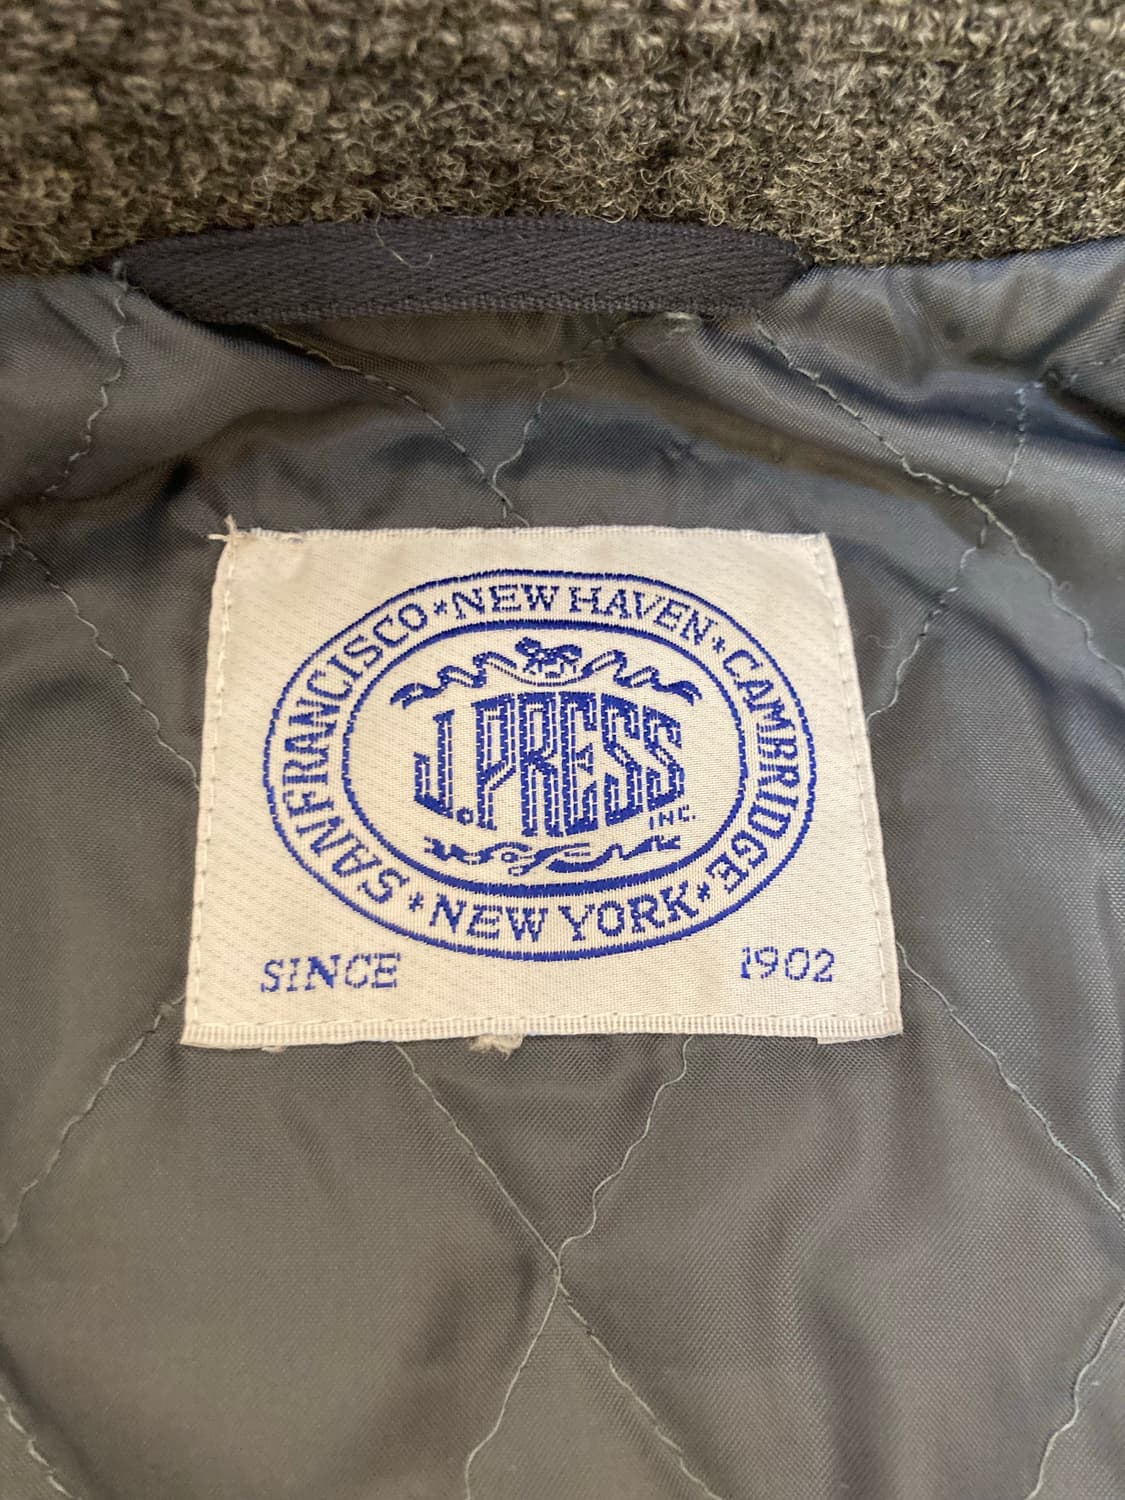 SAN FRANCISCO * NEW HAVEN * CAMBRIDGE * NEW YORK *
J. PRESS
INC.
SINCE 1902